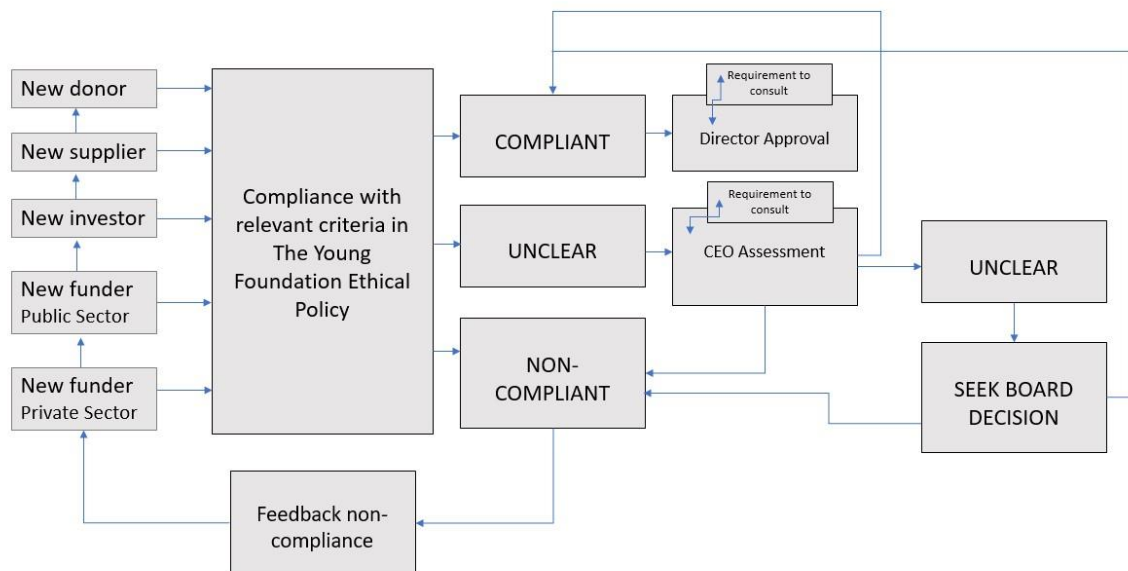 New donor
New supplier
New investor
New funder
Public Sector
New funder
Private Sector
Compliance with
relevant criteria in
The Young
Foundation Ethical
Policy
COMPLIANT
UNCLEAR
NON-
COMPLIANT
Requirement to
consult
Director Approval
Requirement to
consult
CEO Assessment
UNCLEAR
SEEK BOARD
DECISION
Feedback non-
compliance